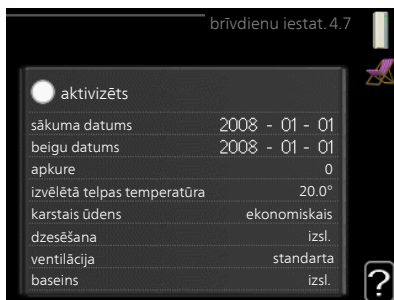 brīvdienu iestat. 4.7
aktivizēts
sākuma datums 2008 - 01 - 01
beigu datums 2008 - 01 - 01
apkure 0
izvēlētā telpas temperatūra 20.0°
karstais ūdens ekonomiskais
dzesēšana izsl.
ventilācija standarta
baseins izsl.
?